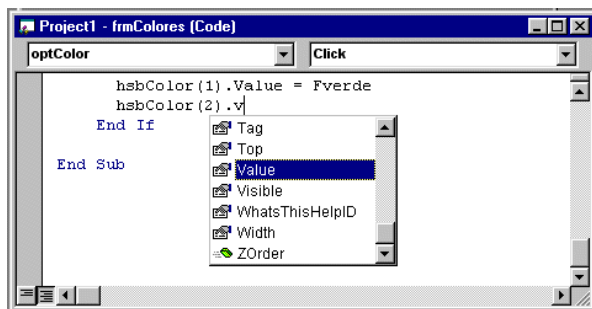 Project1 - frmColores (Code)
optColor Click
hsbColor(1).Value = Fverde
hsbColor(2).v
End If
Tag
Top
End Sub
Value
Visible
WhatsThisHelpID
Width
ZOrder